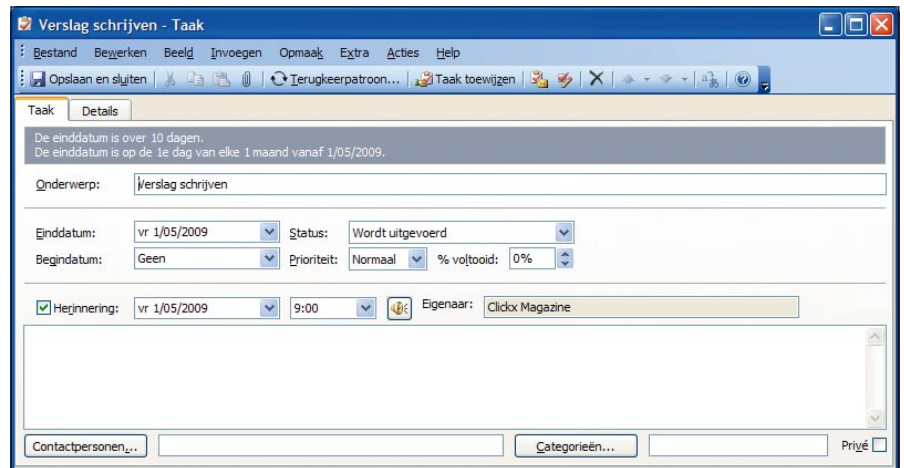 Verslag schrijven - Taak
Bestand Bewerken Beeld Invoegen Opmaak Extra Acties Help
Opslaan en sluiten Terugkeerpatroon... Taak toewijzen
Taak Details
De einddatum is over 10 dagen.
De einddatum is op de 1e dag van elke 1 maand vanaf 1/05/2009.
Onderwerp: Verslag schrijven
Einddatum: vr 1/05/2009 Status: Wordt uitgevoerd
Begindatum: Geen Prioriteit: Normaal % voltooid: 0%
Herinnering: vr 1/05/2009 9:00 Eigenaar: Clickx Magazine
Contactpersonen... Categorieën... Privé